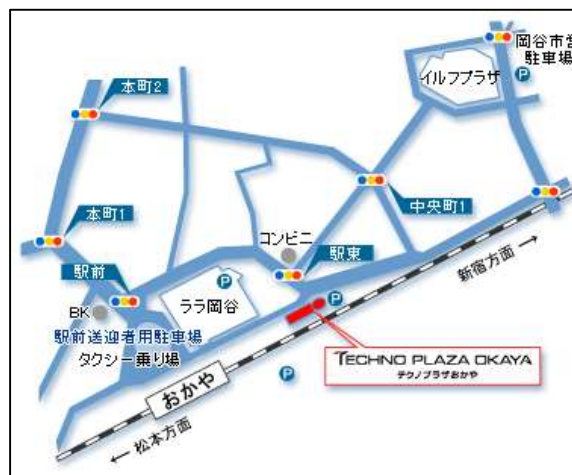 岡谷市営
駐車場
イルフプラザ
P
本町2
中央町1
本町1
コンビニ
駅東
新宿方面 →
駅前
P
ララ岡谷
P
BK
駅前送迎者用駐車場
タクシー乗り場
TECHNO PLAZA OKAYA
テクノプラザおかや
おかや
P
← 松本方面